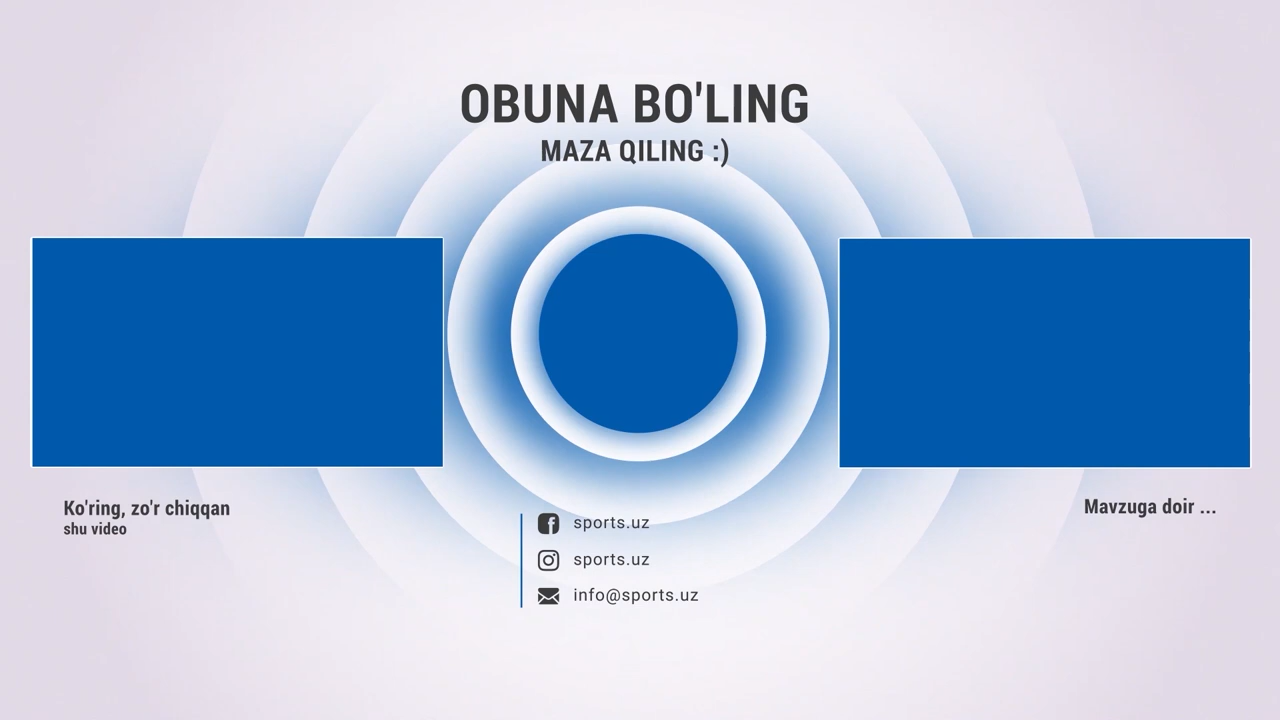 OBUNA BO'LING
MAZA QILING :)
Ko'ring, zo'r chiqqan
shu video
Mavzuga doir ...
sports.uz
sports.uz
info@sports.uz